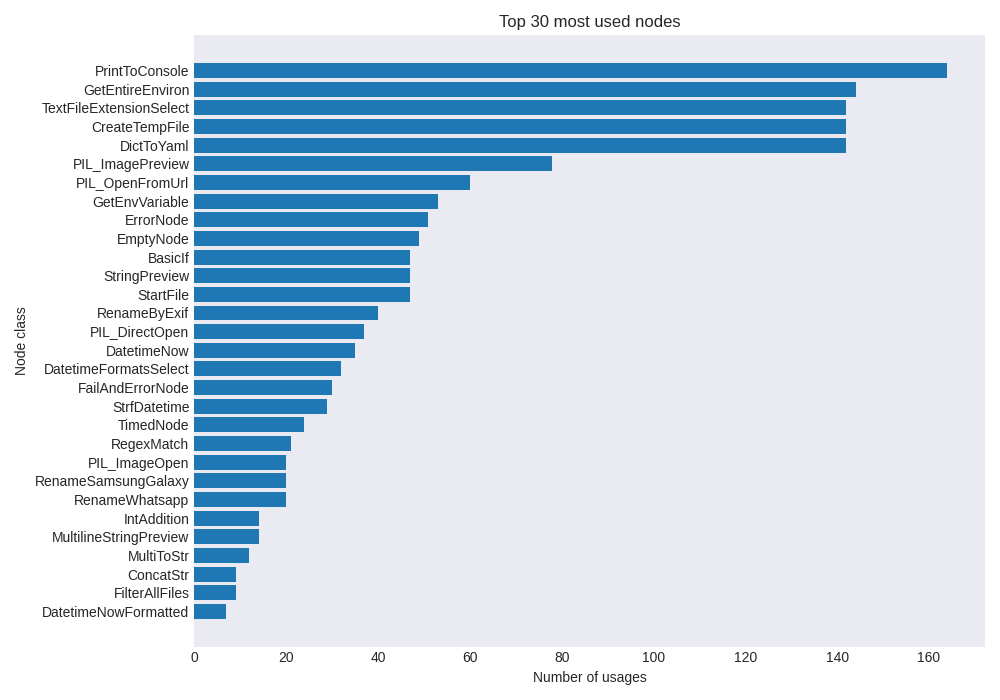 Top 30 most used nodes
PrintToConsole
GetEntireEnviron
TextFileExtensionSelect
CreateTempFile
DictToYaml
PIL_ImagePreview
PIL_OpenFromUrl
GetEnvVariable
ErrorNode
EmptyNode
BasicIf
StringPreview
StartFile
RenameByExif
PIL_DirectOpen
DatetimeNow
DatetimeFormatsSelect
FailAndErrorNode
StrfDatetime
TimedNode
RegexMatch
PIL_ImageOpen
RenameSamsungGalaxy
RenameWhatsapp
IntAddition
MultilineStringPreview
MultiToStr
ConcatStr
FilterAllFiles
DatetimeNowFormatted
Node class
0 20 40 60 80 100 120 140 160
Number of usages